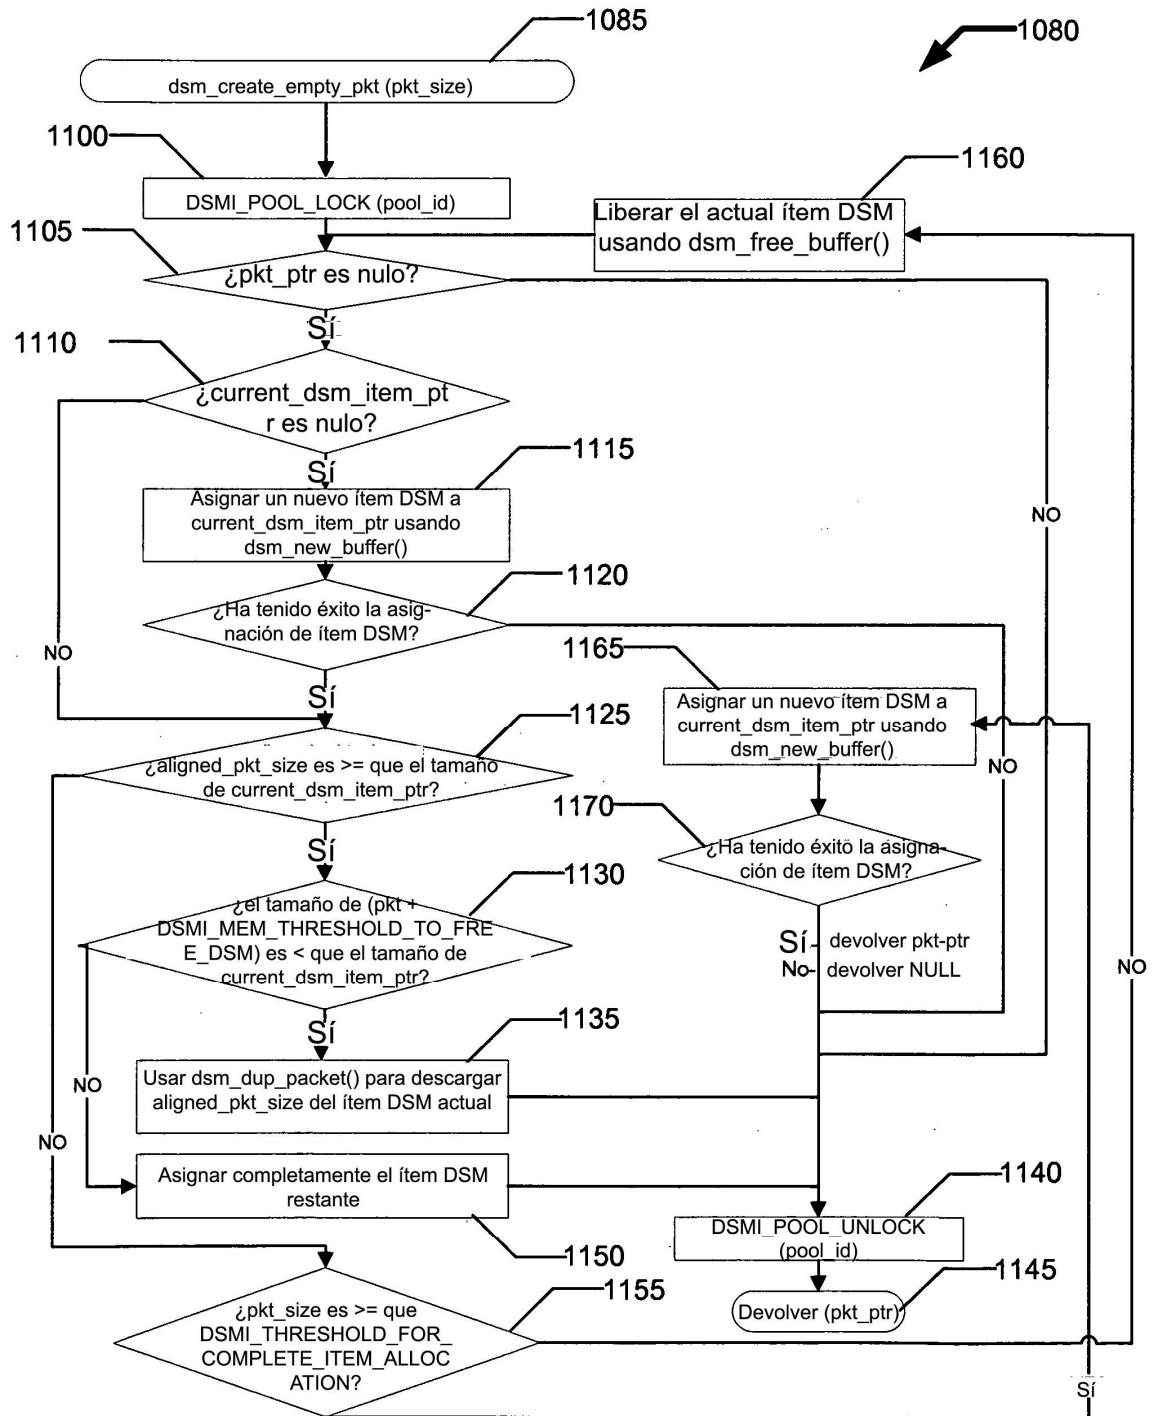 1085
1080
dsm_create_empty_pkt (pkt_size)
1100
DSMI_POOL_LOCK (pool_id)
1160
Liberar el actual ítem DSM
usando dsm_free_buffer()
1105
¿pkt_ptr es nulo?
Sí
1110
¿current_dsm_item_pt
r es nulo?
Sí
1115
Asignar un nuevo ítem DSM a
current_dsm_item_ptr usando
dsm_new_buffer()
NO
1120
¿Ha tenido éxito la asig-
nación de ítem DSM?
NO
Sí
1165
Asignar un nuevo ítem DSM a
current_dsm_item_ptr usando
dsm_new_buffer()
NO
1125
¿aligned_pkt_size es >= que el tamaño
de current_dsm_item_ptr?
Sí
1170
¿Ha tenido éxito la asigna-
ción de ítem DSM?
1130
¿el tamaño de (pkt +
DSMI_MEM_THRESHOLD_TO_FRE
E_DSM) es < que el tamaño de
current_dsm_item_ptr?
Sí - devolver pkt-ptr
No- devolver NULL
NO
Sí
1135
Usar dsm_dup_packet() para descargar
aligned_pkt_size del ítem DSM actual
NO
NO
Asignar completamente el ítem DSM
restante
1150
1140
DSMI_POOL_UNLOCK
(pool_id)
1145
Devolver (pkt_ptr)
1155
¿pkt_size es >= que
DSMI_THRESHOLD_FOR_
COMPLETE_ITEM_ALLOC
ATION?
Sí